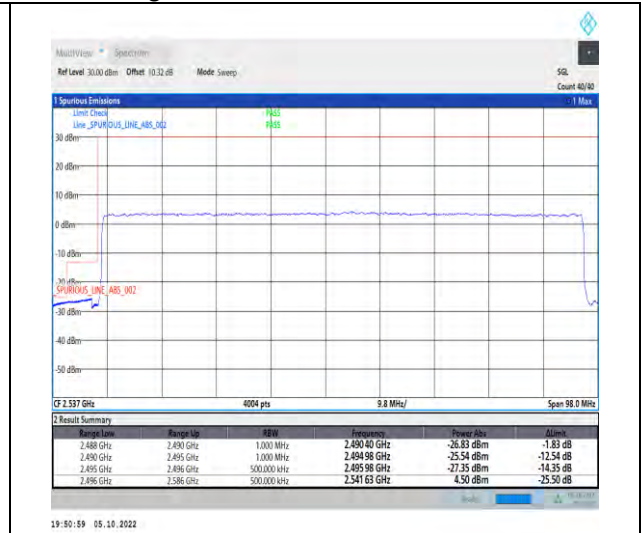 MultiView Spectrum
Ref Level 30.00 dBm Offset 10.32 dB Mode Sweep SGL
Count 40/40
1 Spurious Emissions 1 Max
Limit Check PASS
Line _SPURIOUS_LINE_ABS_002 PASS
30 dBm
20 dBm
10 dBm
0 dBm
-10 dBm
-20 dBm
_SPURIOUS_LINE_ABS_002
-30 dBm
-40 dBm
-50 dBm
CF 2.537 GHz 4004 pts 9.8 MHz/ Span 98.0 MHz
2 Result Summary
Range Low Range Up RBW Frequency Power Abs ΔLimit
2.488 GHz 2.490 GHz 1.000 MHz 2.490 40 GHz -26.83 dBm -1.83 dB
2.490 GHz 2.495 GHz 1.000 MHz 2.494 98 GHz -25.54 dBm -12.54 dB
2.495 GHz 2.496 GHz 500.000 kHz 2.495 98 GHz -27.35 dBm -14.35 dB
2.496 GHz 2.586 GHz 500.000 kHz 2.541 63 GHz 4.50 dBm -25.50 dB
19:50:59 05.10.2022